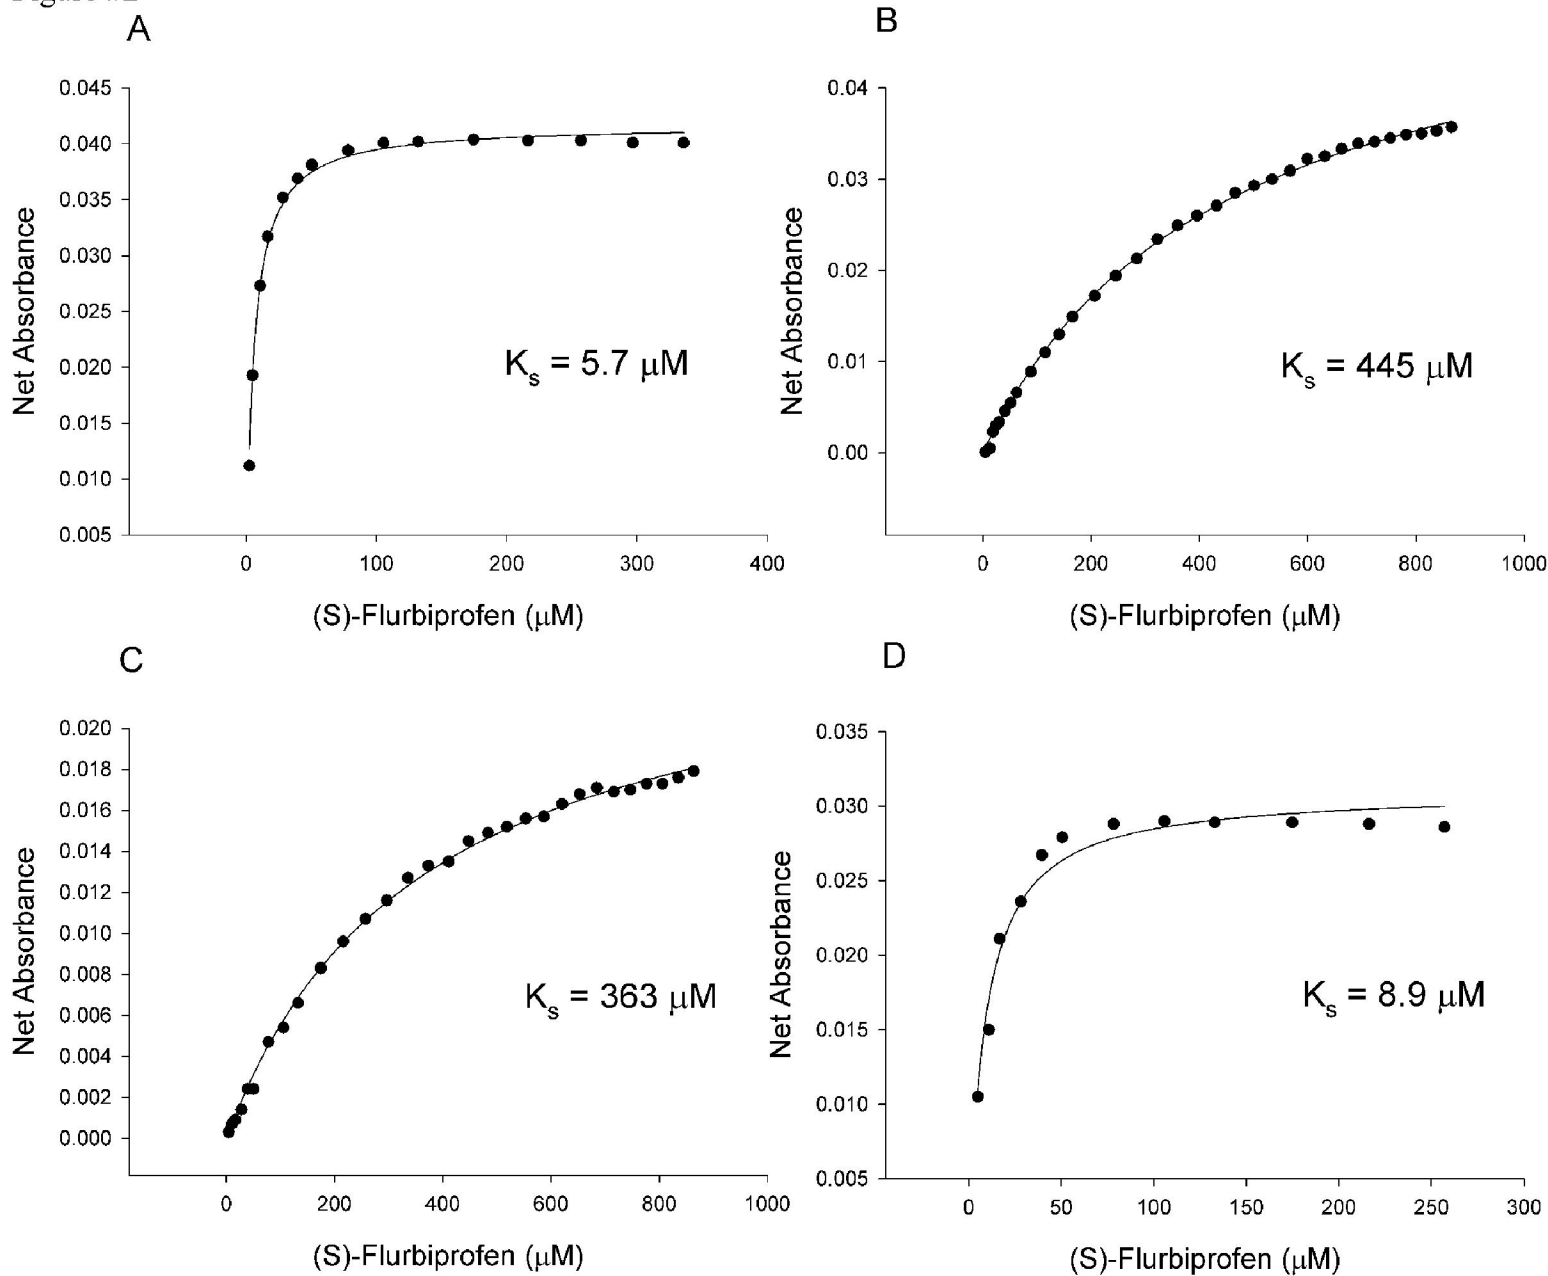 A
0.045
0.040
0.035
0.030
0.025
0.020
0.015
0.010
0.005
Net Absorbance
Ks = 5.7 μM
0 100 200 300 400
(S)-Flurbiprofen (μM)
B
0.04
0.03
0.02
0.01
0.00
Net Absorbance
Ks = 445 μM
0 200 400 600 800 1000
(S)-Flurbiprofen (μM)
C
0.020
0.018
0.016
0.014
0.012
0.010
0.008
0.006
0.004
0.002
0.000
Net Absorbance
Ks = 363 μM
0 200 400 600 800 1000
(S)-Flurbiprofen (μM)
D
0.035
0.030
0.025
0.020
0.015
0.010
0.005
Net Absorbance
Ks = 8.9 μM
0 50 100 150 200 250 300
(S)-Flurbiprofen (μM)